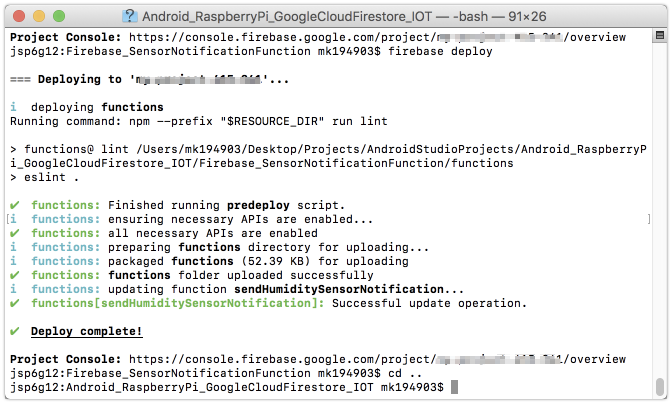 Android_RaspberryPi_GoogleCloudFirestore_IOT — -bash — 91×26
Project Console: https://console.firebase.google.com/project/ /overview
jsp6g12:Firebase_SensorNotificationFunction mk194903$ firebase deploy
=== Deploying to ' '...
i deploying functions
Running command: npm --prefix "$RESOURCE_DIR" run lint
> functions@ lint /Users/mk194903/Desktop/Projects/AndroidStudioProjects/Android_RaspberryP
i_GoogleCloudFirestore_IOT/Firebase_SensorNotificationFunction/functions
> eslint .
✔ functions: Finished running predeploy script.
[i functions: ensuring necessary APIs are enabled... ]
✔ functions: all necessary APIs are enabled
i functions: preparing functions directory for uploading...
i functions: packaged functions (52.39 KB) for uploading
✔ functions: functions folder uploaded successfully
i functions: updating function sendHumiditySensorNotification...
✔ functions[sendHumiditySensorNotification]: Successful update operation.
✔ Deploy complete!
Project Console: https://console.firebase.google.com/project/ /overview
jsp6g12:Firebase_SensorNotificationFunction mk194903$ cd ..
jsp6g12:Android_RaspberryPi_GoogleCloudFirestore_IOT mk194903$